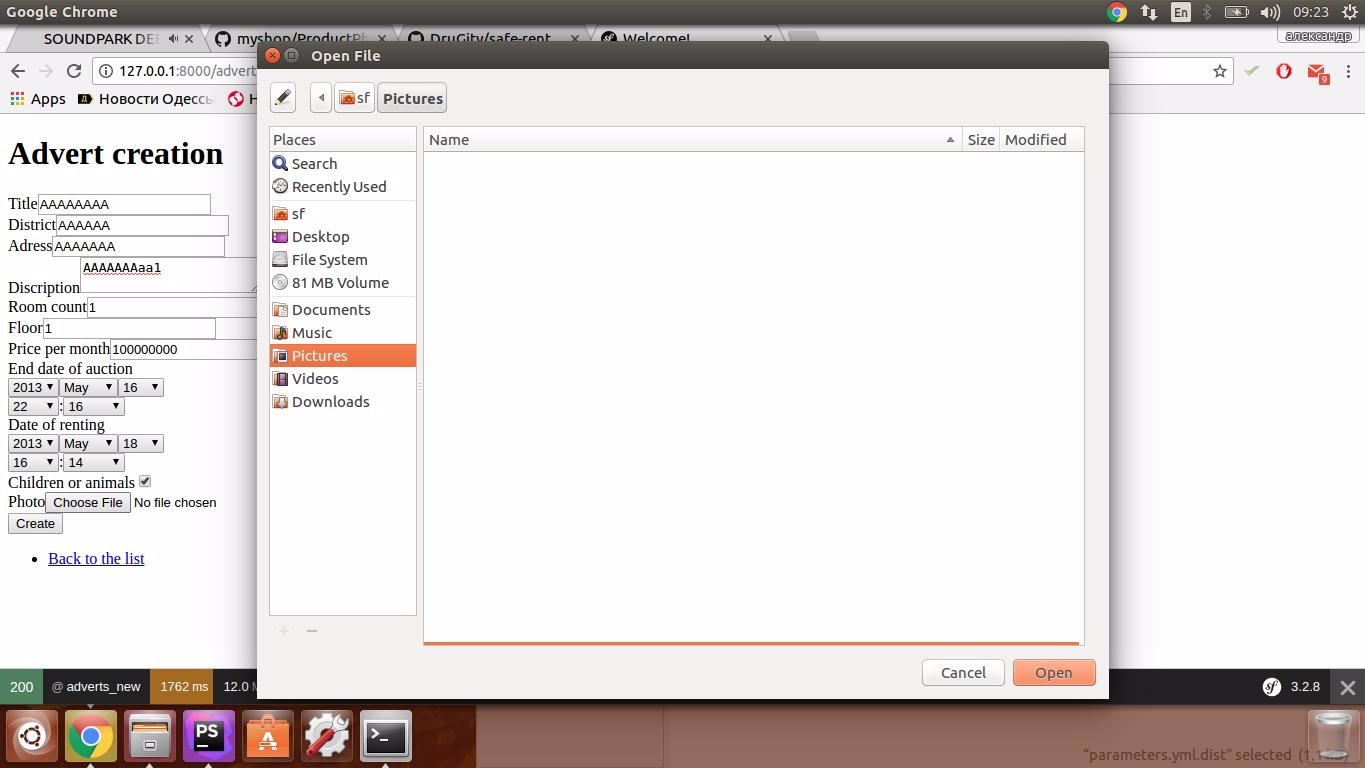 Google Chrome
En
09:23
SOUNDPARK DE
myshop/ProductPh
DruGity/safe-rent
Welcome!
александр
127.0.0.1:8000/advert
9
Apps
Новости Одессы
Н
Open File
sf
Pictures
Places
Name
Size
Modified
Search
Recently Used
sf
Desktop
File System
81 MB Volume
Documents
Music
Pictures
Videos
Downloads
Cancel
Open
Advert creation
Title AAAAAAAA
District AAAAAA
Adress AAAAAAA
Discription AAAAAAAaa1
Room count 1
Floor 1
Price per month 100000000
End date of auction
2013 May 16
22 : 16
Date of renting
2013 May 18
16 : 14
Children or animals
Photo Choose File No file chosen
Create
Back to the list
200
@ adverts_new
1762 ms
12.0 M
sf
3.2.8
PS
A
"parameters.yml.dist" selected (1,1